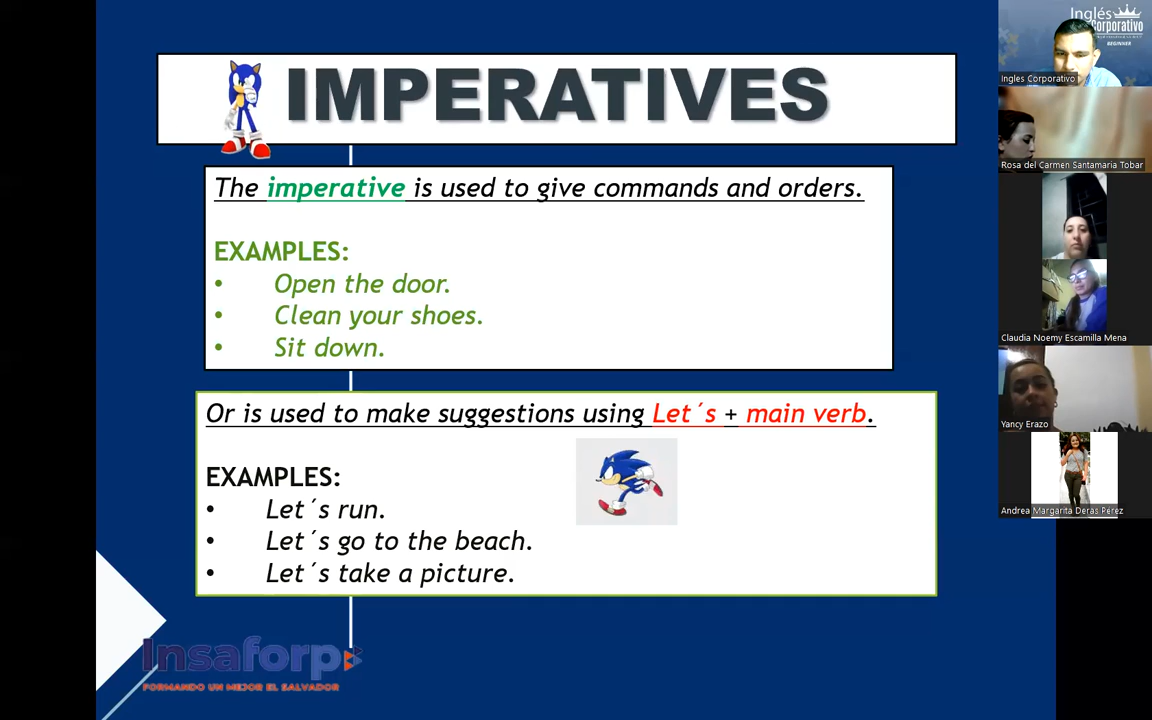 IMPERATIVES
The imperative is used to give commands and orders.
EXAMPLES:
• Open the door.
• Clean your shoes.
• Sit down.
Or is used to make suggestions using Let´s + main verb.
EXAMPLES:
• Let´s run.
• Let´s go to the beach.
• Let´s take a picture.
Insaforp
FORMANDO UN MEJOR EL SALVADOR
Inglés
Corporativo
BEGINNER
Ingles Corporativo
Rosa del Carmen Santamaria Tobar
Claudia Noemy Escamilla Mena
Yancy Erazo
Andrea Margarita Deras Perez